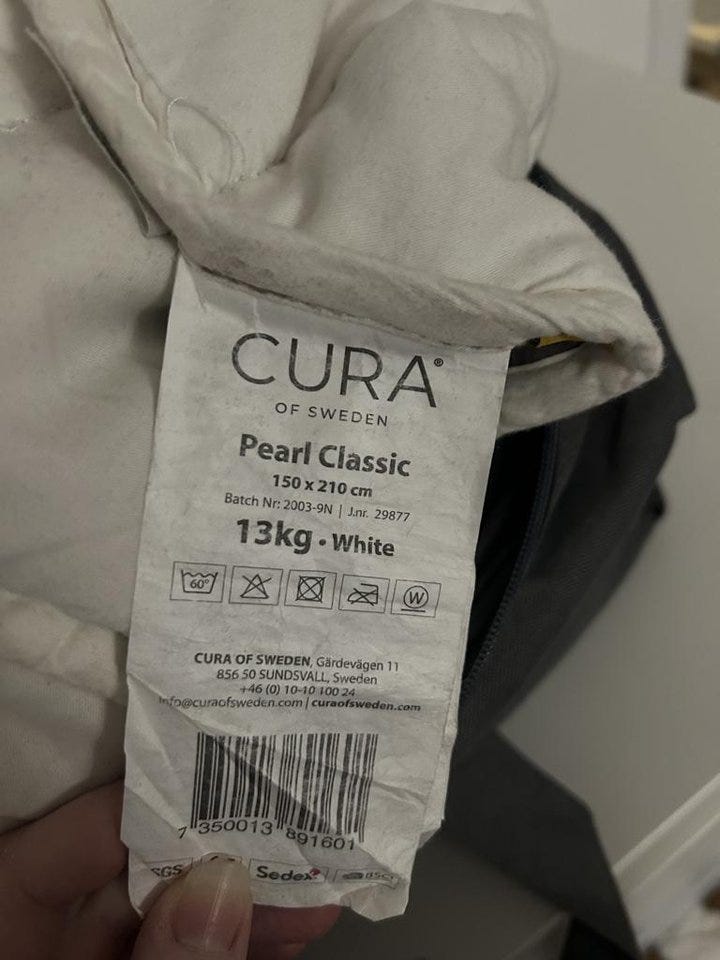 CURA®
OF SWEDEN
Pearl Classic
150 x 210 cm
Batch Nr: 2003-9N | J.nr. 29877
13kg • White
60°
W
CURA OF SWEDEN, Gärdevägen 11
856 50 SUNDSVALL, Sweden
+46 (0) 10-10 100 24
info@curaofsweden.com | curaofsweden.com
7 350013 891601
SGS Sedex BSCI